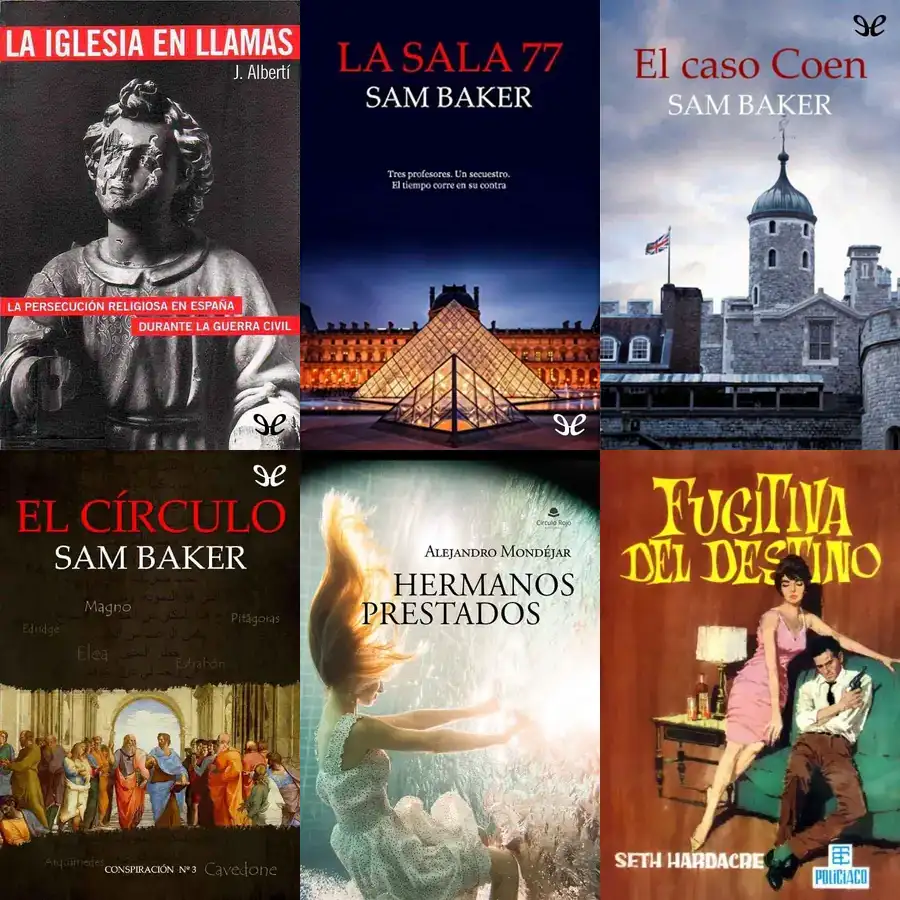 LA IGLESIA EN LLAMAS
J. Albertí
LA PERSECUCIÓN RELIGIOSA EN ESPAÑA
DURANTE LA GUERRA CIVIL
LA SALA 77
SAM BAKER
Tres profesores. Un secuestro.
El tiempo corre en su contra
El caso Coen
SAM BAKER
EL CÍRCULO
SAM BAKER
Magno
Pitágoras
Edridge
Elea
Estrabón
Arquímedes
CONSPIRACIÓN Nº 3
Cavedone
Círculo Rojo
ALEJANDRO MONDÉJAR
HERMANOS
PRESTADOS
FUGITIVA
DEL DESTINO
SETH HARDACRE
POLICIACO